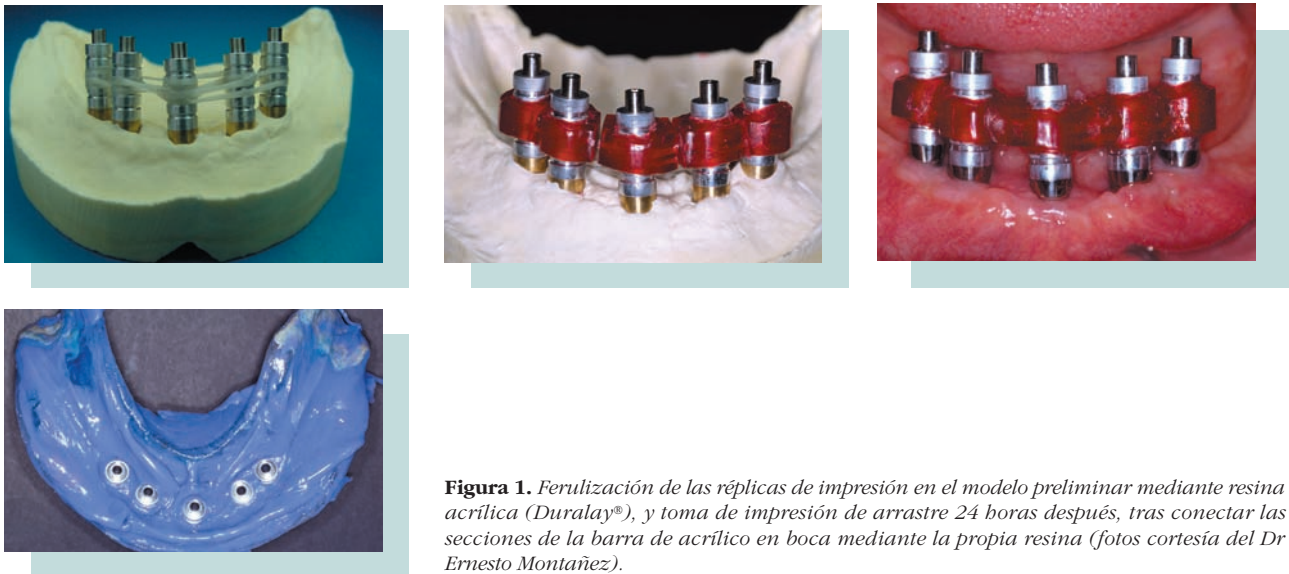 Figura 1. Ferulización de las réplicas de impresión en el modelo preliminar mediante resina
acrílica (Duralay®), y toma de impresión de arrastre 24 horas después, tras conectar las
secciones de la barra de acrílico en boca mediante la propia resina (fotos cortesía del Dr
Ernesto Montañez).